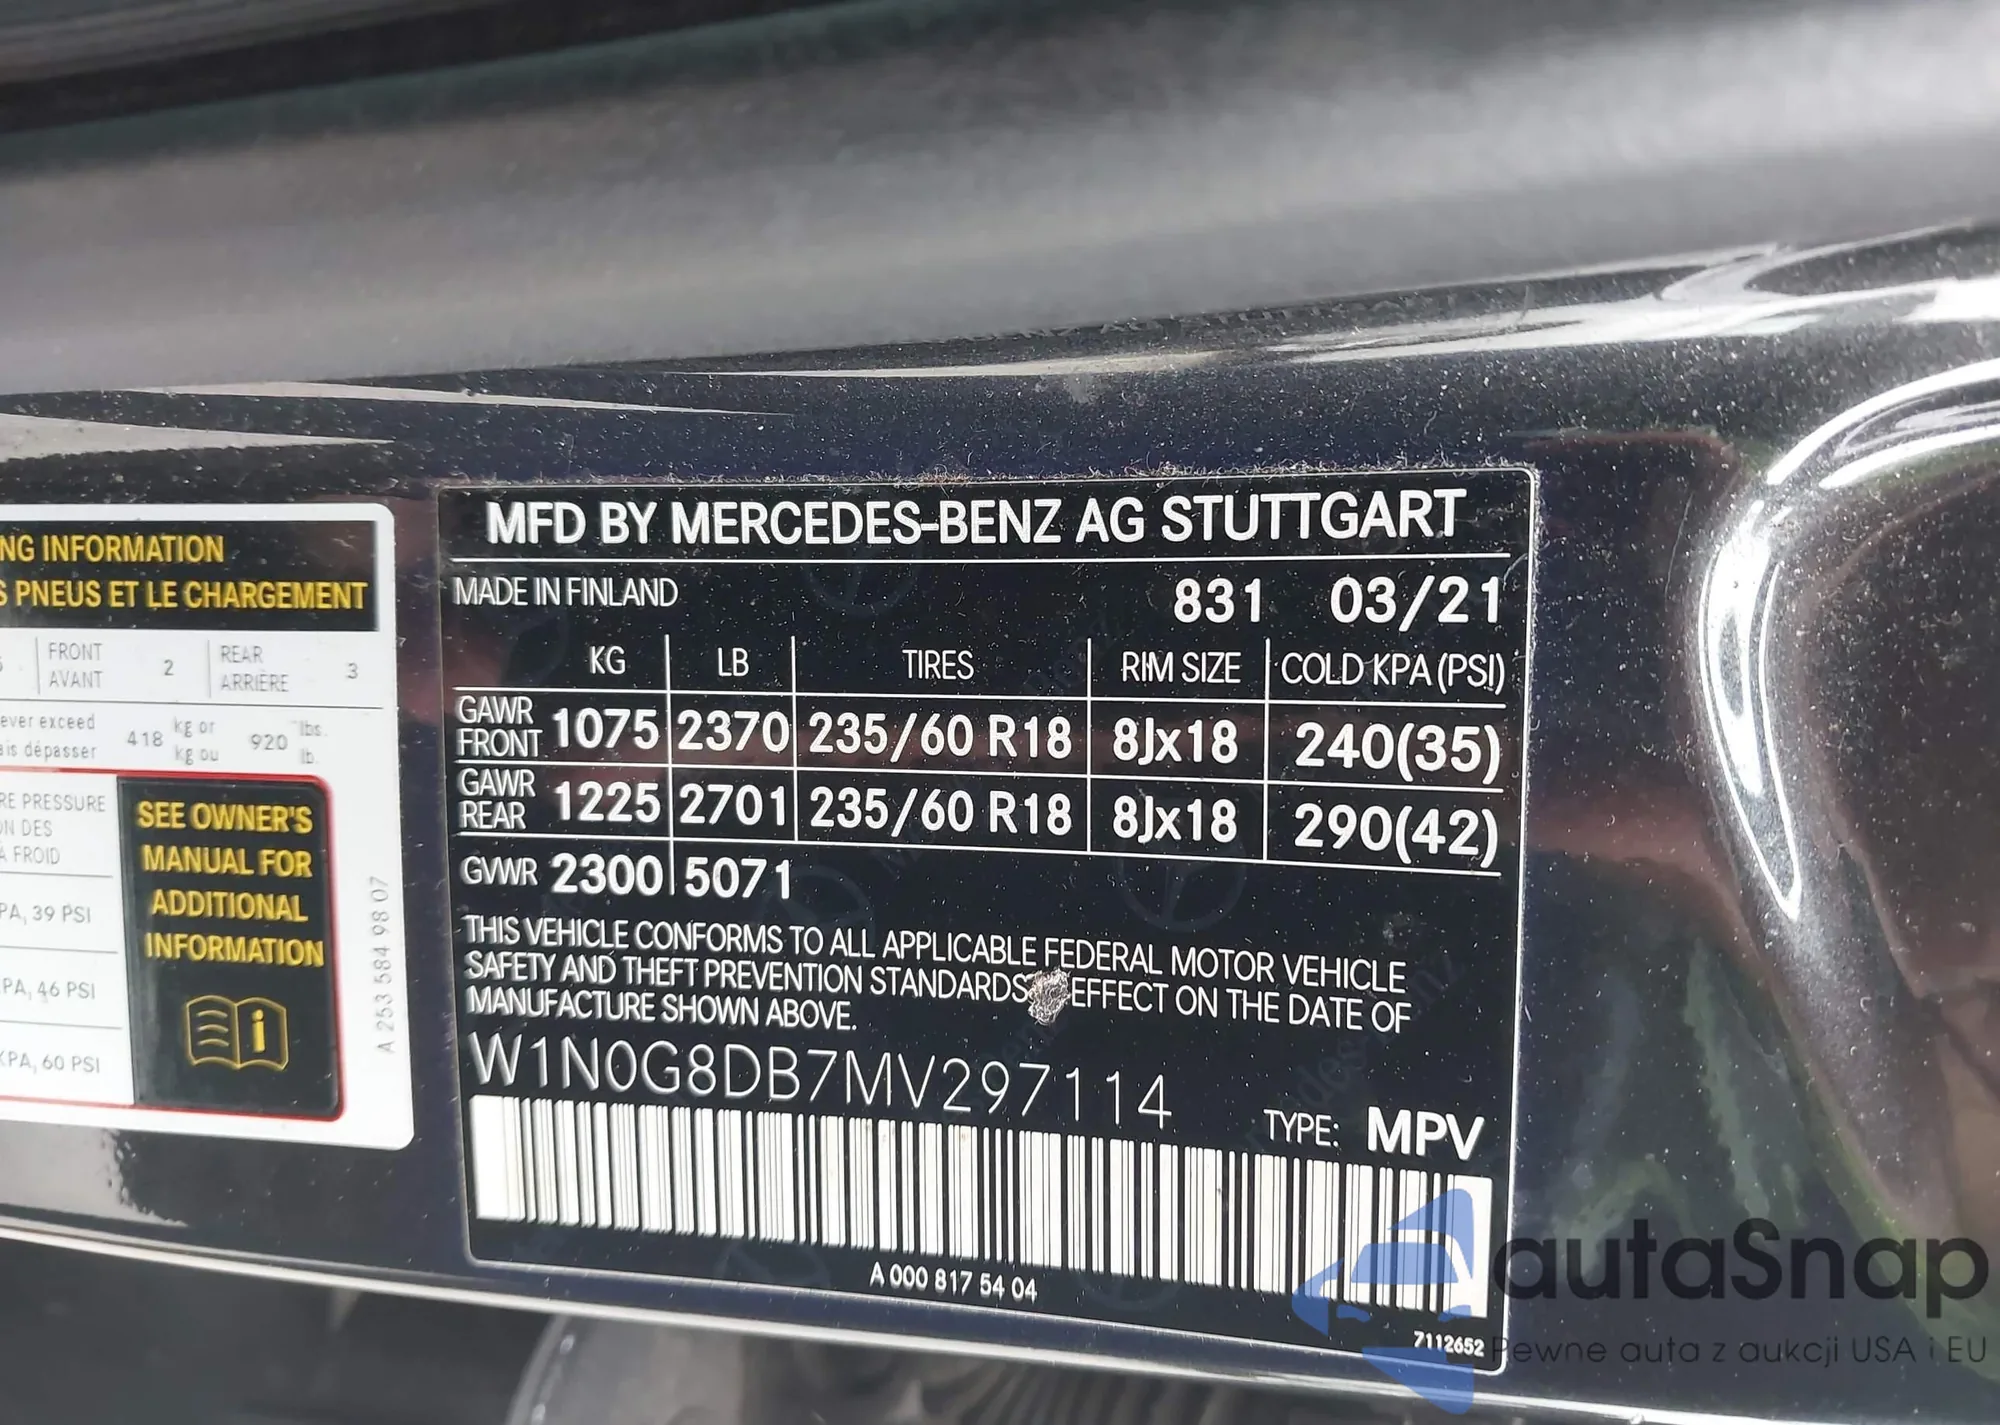 NG INFORMATION
PNEUS ET LE CHARGEMENT
FRONT
AVANT
2
REAR
ARRIÈRE
3
ever exceed
418
kg or
920
lbs.
dépasser
kg ou
lb.
RE PRESSURE
ON DES
À FROID
PA, 39 PSI
PA, 46 PSI
KPA, 60 PSI
SEE OWNER'S
MANUAL FOR
ADDITIONAL
INFORMATION
A 253 584 98 07
MFD BY MERCEDES-BENZ AG STUTTGART
MADE IN FINLAND 831 03/21
KG LB TIRES RIM SIZE COLD KPA (PSI)
GAWR
FRONT 1075 2370 235/60 R18 8Jx18 240(35)
GAWR
REAR 1225 2701 235/60 R18 8Jx18 290(42)
GVWR 2300 5071
THIS VEHICLE CONFORMS TO ALL APPLICABLE FEDERAL MOTOR VEHICLE
SAFETY AND THEFT PREVENTION STANDARDS EFFECT ON THE DATE OF
MANUFACTURE SHOWN ABOVE.
W1N0G8DB7MV297114
TYPE: MPV
A 000 817 54 04
7112652
autaSnap
Pewne auta z aukcji USA i EU